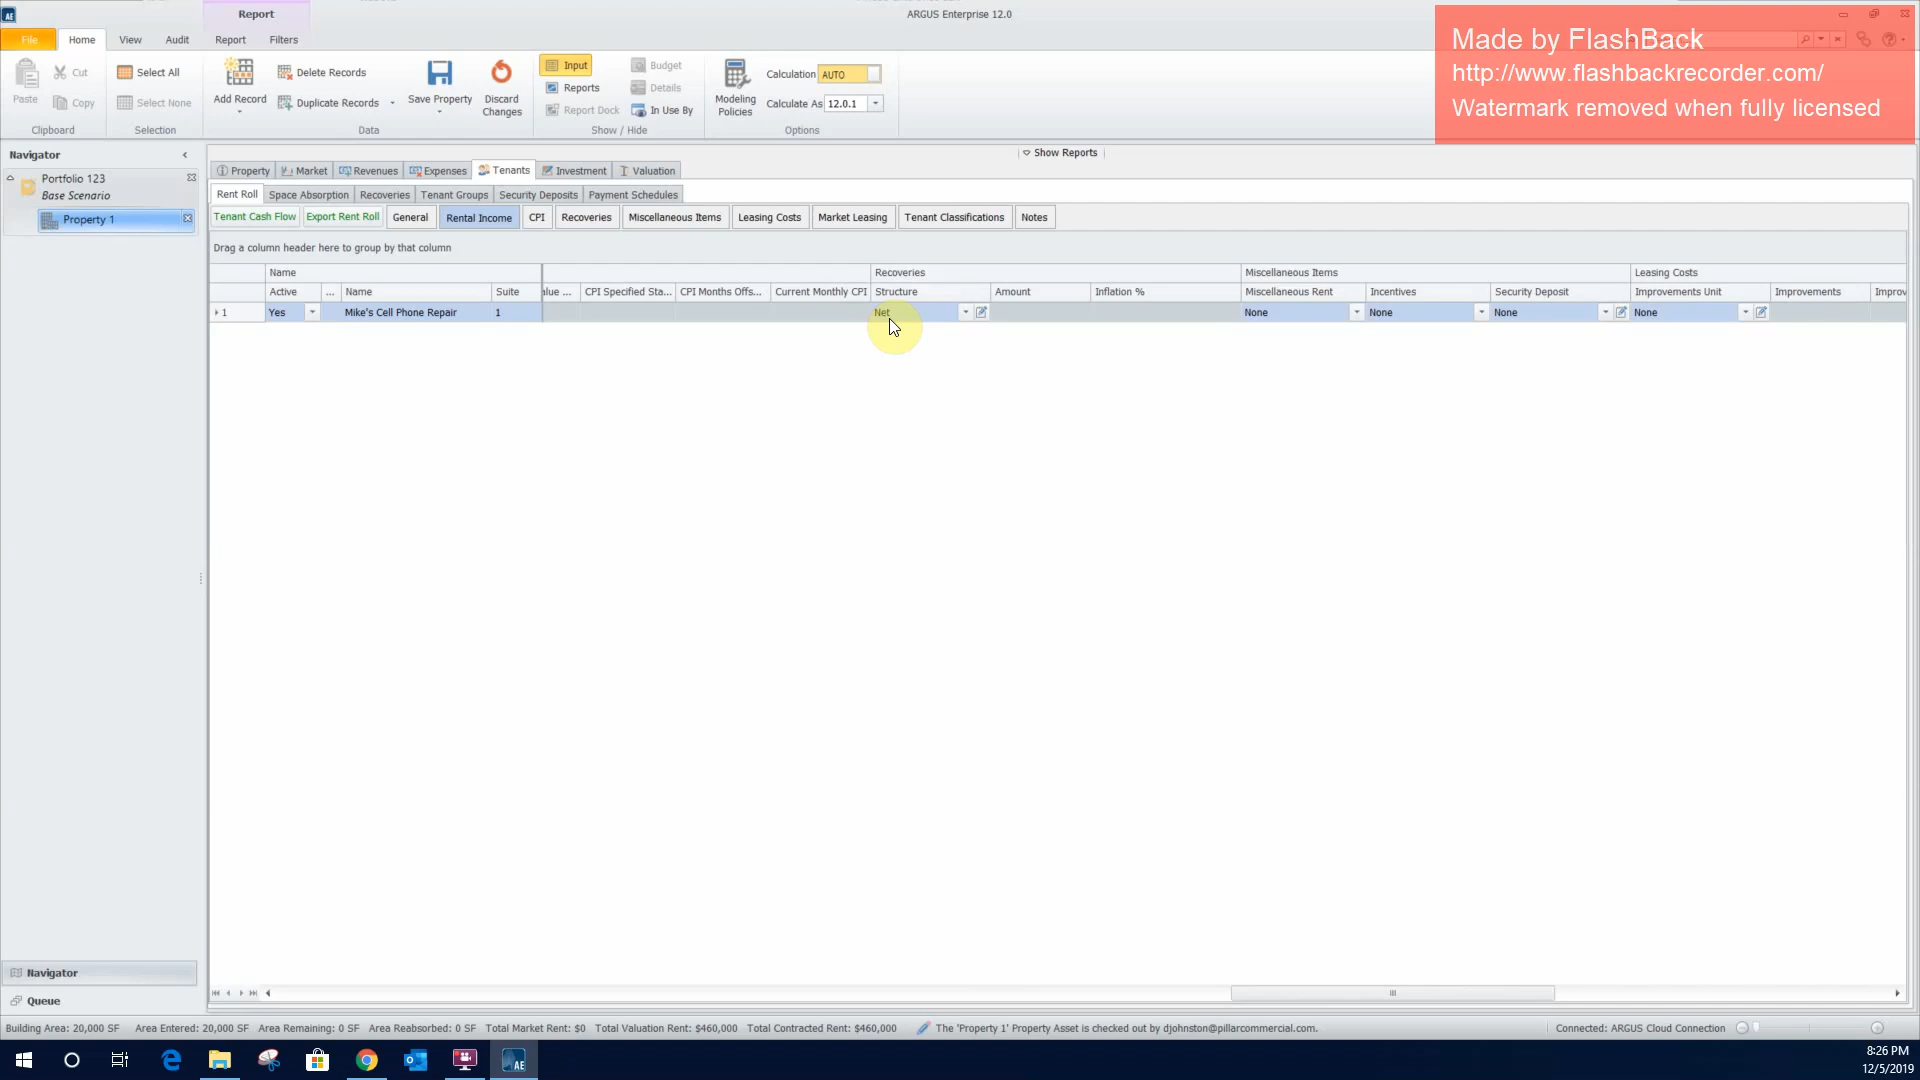 Report
ARGUS Enterprise 12.0
Made by FlashBack
http://www.flashbackrecorder.com/
Watermark removed when fully licensed
File Home View Audit Report Filters
Paste
Cut
Copy
Clipboard
Select All
Select None
Selection
Add Record
Delete Records
Duplicate Records
Save Property
Discard Changes
Data
Input
Reports
Report Dock
Budget
Details
In Use By
Show / Hide
Modeling Policies
Calculation AUTO
Calculate As 12.0.1
Options
Navigator
Portfolio 123
Base Scenario
Property 1
Show Reports
Property Market Revenues Expenses Tenants Investment Valuation
Rent Roll Space Absorption Recoveries Tenant Groups Security Deposits Payment Schedules
Tenant Cash Flow Export Rent Roll General Rental Income CPI Recoveries Miscellaneous Items Leasing Costs Market Leasing Tenant Classifications Notes
Drag a column header here to group by that column
Name Recoveries Miscellaneous Items Leasing Costs
Active ... Name Suite alue ... CPI Specified Sta... CPI Months Offs... Current Monthly CPI Structure Amount Inflation % Miscellaneous Rent Incentives Security Deposit Improvements Unit Improvements Improv
1 Yes Mike's Cell Phone Repair 1 Net None None None None
Navigator
Queue
Building Area: 20,000 SF Area Entered: 20,000 SF Area Remaining: 0 SF Area Reabsorbed: 0 SF Total Market Rent: $0 Total Valuation Rent: $460,000 Total Contracted Rent: $460,000 The 'Property 1' Property Asset is checked out by djohnston@pillarcommercial.com. Connected: ARGUS Cloud Connection
AE
8:26 PM
12/5/2019